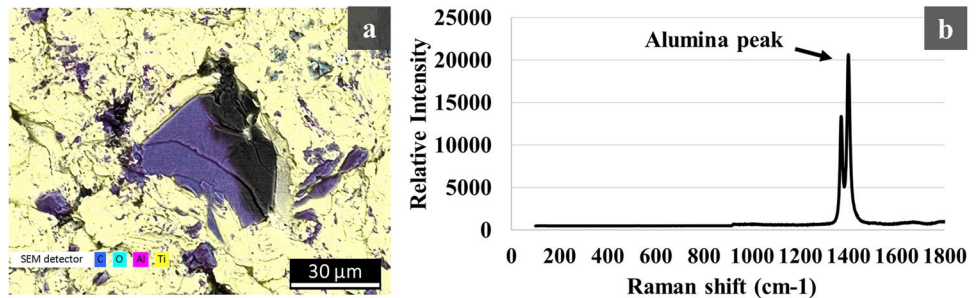 a
SEM detector C O Al Ti
30 µm
b
Alumina peak
Relative Intensity
25000
20000
15000
10000
5000
0
0 200 400 600 800 1000 1200 1400 1600 1800
Raman shift (cm-1)